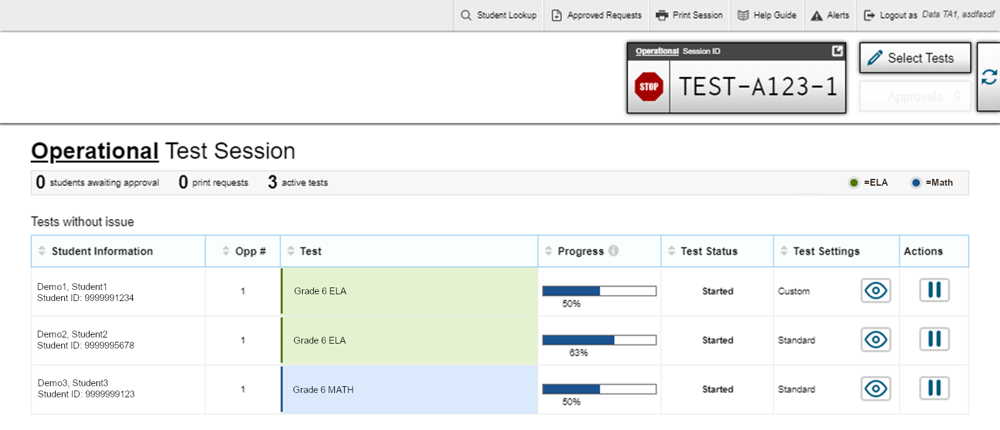 Student Lookup Approved Requests Print Session Help Guide Alerts Logout as Data TA1, asdfasdf
Operational Session ID
STOP TEST-A123-1
Select Tests
Approvals 0
Operational Test Session
0 students awaiting approval 0 print requests 3 active tests =ELA =Math
Tests without issue
Student Information Opp # Test Progress Test Status Test Settings Actions
Demo1, Student1
Student ID: 9999991234
1 Grade 6 ELA 50% Started Custom
Demo2, Student2
Student ID: 9999995678
1 Grade 6 ELA 63% Started Standard
Demo3, Student3
Student ID: 9999999123
1 Grade 6 MATH 50% Started Standard